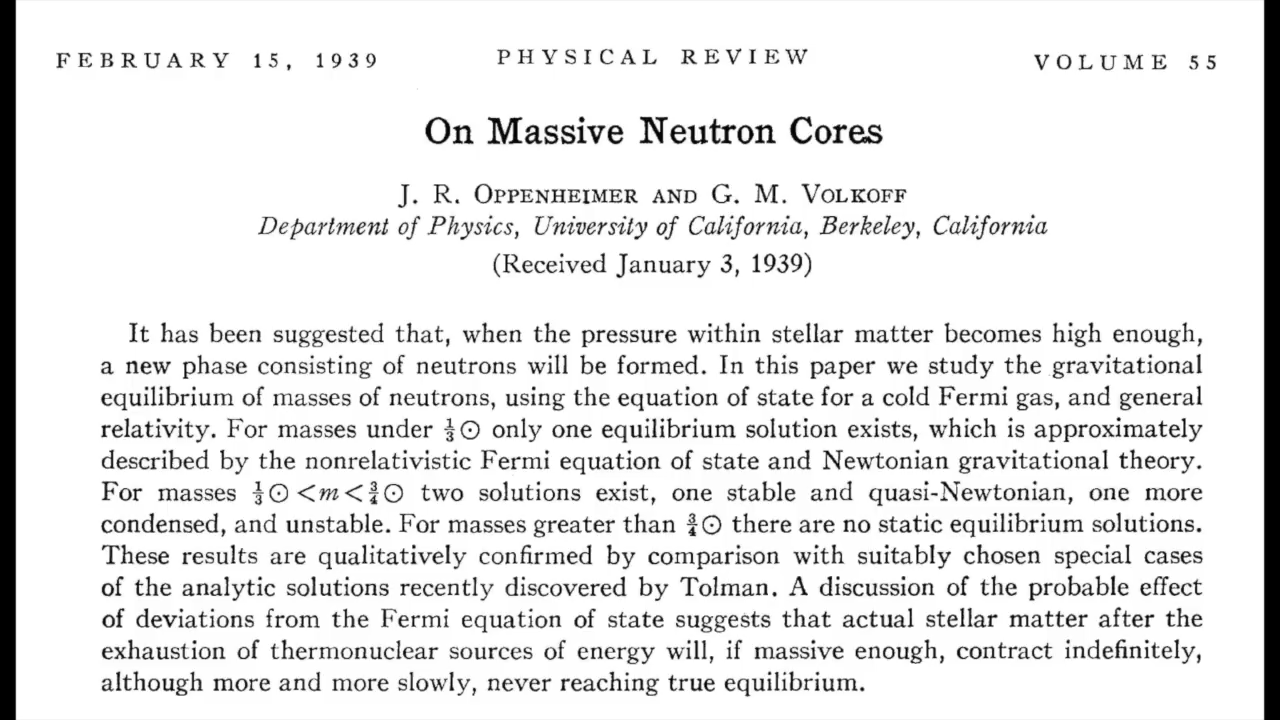 FEBRUARY 15, 1939 PHYSICAL REVIEW VOLUME 55
On Massive Neutron Cores
J. R. OPPENHEIMER AND G. M. VOLKOFF
Department of Physics, University of California, Berkeley, California
(Received January 3, 1939)
It has been suggested that, when the pressure within stellar matter becomes high enough,
a new phase consisting of neutrons will be formed. In this paper we study the gravitational
equilibrium of masses of neutrons, using the equation of state for a cold Fermi gas, and general
relativity. For masses under ⅓⊙ only one equilibrium solution exists, which is approximately
described by the nonrelativistic Fermi equation of state and Newtonian gravitational theory.
For masses ⅓⊙<m<¾⊙ two solutions exist, one stable and quasi-Newtonian, one more
condensed, and unstable. For masses greater than ¾⊙ there are no static equilibrium solutions.
These results are qualitatively confirmed by comparison with suitably chosen special cases
of the analytic solutions recently discovered by Tolman. A discussion of the probable effect
of deviations from the Fermi equation of state suggests that actual stellar matter after the
exhaustion of thermonuclear sources of energy will, if massive enough, contract indefinitely,
although more and more slowly, never reaching true equilibrium.